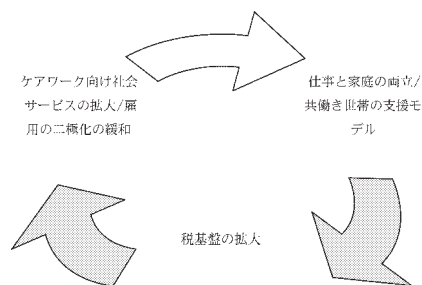 ケアワーク向け社会
サービスの拡大/雇
用の二極化の緩和
仕事と家庭の両立/
共働き世帯の支援モ
デル
税基盤の拡大